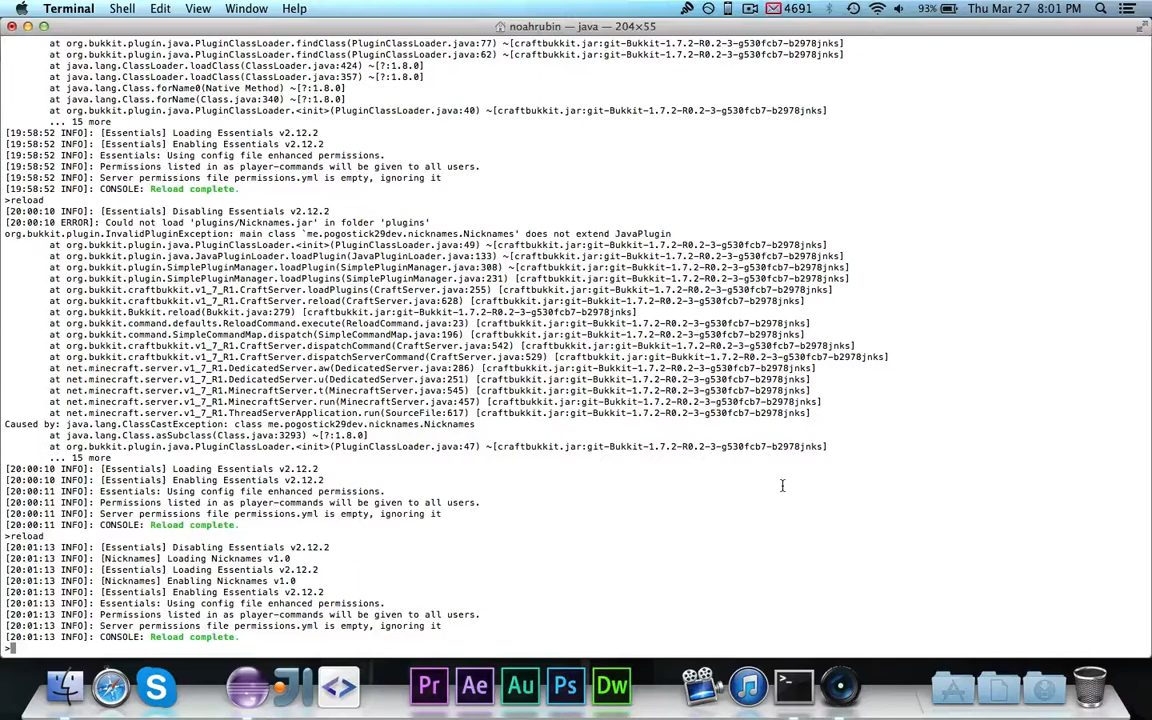 Terminal Shell Edit View Window Help 4691 93% Thu Mar 27 8:01 PM
noahrubin — java — 204×55
at org.bukkit.plugin.java.PluginClassLoader.findClass(PluginClassLoader.java:77) ~[craftbukkit.jar:git-Bukkit-1.7.2-R0.2-3-g530fcb7-b2978jnks]
at org.bukkit.plugin.java.PluginClassLoader.findClass(PluginClassLoader.java:62) ~[craftbukkit.jar:git-Bukkit-1.7.2-R0.2-3-g530fcb7-b2978jnks]
at java.lang.ClassLoader.loadClass(ClassLoader.java:424) ~[?:1.8.0]
at java.lang.ClassLoader.loadClass(ClassLoader.java:357) ~[?:1.8.0]
at java.lang.Class.forName0(Native Method) ~[?:1.8.0]
at java.lang.Class.forName(Class.java:340) ~[?:1.8.0]
at org.bukkit.plugin.java.PluginClassLoader.<init>(PluginClassLoader.java:40) ~[craftbukkit.jar:git-Bukkit-1.7.2-R0.2-3-g530fcb7-b2978jnks]
... 15 more
[19:58:52 INFO]: [Essentials] Loading Essentials v2.12.2
[19:58:52 INFO]: [Essentials] Enabling Essentials v2.12.2
[19:58:52 INFO]: Essentials: Using config file enhanced permissions.
[19:58:52 INFO]: Permissions listed in as player-commands will be given to all users.
[19:58:52 INFO]: Server permissions file permissions.yml is empty, ignoring it
[19:58:52 INFO]: CONSOLE: Reload complete.
>reload
[20:00:10 INFO]: [Essentials] Disabling Essentials v2.12.2
[20:00:10 ERROR]: Could not load 'plugins/Nicknames.jar' in folder 'plugins'
org.bukkit.plugin.InvalidPluginException: main class `me.pogostick29dev.nicknames.Nicknames' does not extend JavaPlugin
at org.bukkit.plugin.java.PluginClassLoader.<init>(PluginClassLoader.java:49) ~[craftbukkit.jar:git-Bukkit-1.7.2-R0.2-3-g530fcb7-b2978jnks]
at org.bukkit.plugin.java.JavaPluginLoader.loadPlugin(JavaPluginLoader.java:133) ~[craftbukkit.jar:git-Bukkit-1.7.2-R0.2-3-g530fcb7-b2978jnks]
at org.bukkit.plugin.SimplePluginManager.loadPlugin(SimplePluginManager.java:308) ~[craftbukkit.jar:git-Bukkit-1.7.2-R0.2-3-g530fcb7-b2978jnks]
at org.bukkit.plugin.SimplePluginManager.loadPlugins(SimplePluginManager.java:231) ~[craftbukkit.jar:git-Bukkit-1.7.2-R0.2-3-g530fcb7-b2978jnks]
at org.bukkit.craftbukkit.v1_7_R1.CraftServer.loadPlugins(CraftServer.java:255) [craftbukkit.jar:git-Bukkit-1.7.2-R0.2-3-g530fcb7-b2978jnks]
at org.bukkit.craftbukkit.v1_7_R1.CraftServer.reload(CraftServer.java:628) [craftbukkit.jar:git-Bukkit-1.7.2-R0.2-3-g530fcb7-b2978jnks]
at org.bukkit.Bukkit.reload(Bukkit.java:279) [craftbukkit.jar:git-Bukkit-1.7.2-R0.2-3-g530fcb7-b2978jnks]
at org.bukkit.command.defaults.ReloadCommand.execute(ReloadCommand.java:23) [craftbukkit.jar:git-Bukkit-1.7.2-R0.2-3-g530fcb7-b2978jnks]
at org.bukkit.command.SimpleCommandMap.dispatch(SimpleCommandMap.java:196) [craftbukkit.jar:git-Bukkit-1.7.2-R0.2-3-g530fcb7-b2978jnks]
at org.bukkit.craftbukkit.v1_7_R1.CraftServer.dispatchCommand(CraftServer.java:542) [craftbukkit.jar:git-Bukkit-1.7.2-R0.2-3-g530fcb7-b2978jnks]
at org.bukkit.craftbukkit.v1_7_R1.CraftServer.dispatchServerCommand(CraftServer.java:529) [craftbukkit.jar:git-Bukkit-1.7.2-R0.2-3-g530fcb7-b2978jnks]
at net.minecraft.server.v1_7_R1.DedicatedServer.aw(DedicatedServer.java:286) [craftbukkit.jar:git-Bukkit-1.7.2-R0.2-3-g530fcb7-b2978jnks]
at net.minecraft.server.v1_7_R1.DedicatedServer.u(DedicatedServer.java:251) [craftbukkit.jar:git-Bukkit-1.7.2-R0.2-3-g530fcb7-b2978jnks]
at net.minecraft.server.v1_7_R1.MinecraftServer.t(MinecraftServer.java:545) [craftbukkit.jar:git-Bukkit-1.7.2-R0.2-3-g530fcb7-b2978jnks]
at net.minecraft.server.v1_7_R1.MinecraftServer.run(MinecraftServer.java:457) [craftbukkit.jar:git-Bukkit-1.7.2-R0.2-3-g530fcb7-b2978jnks]
at net.minecraft.server.v1_7_R1.ThreadServerApplication.run(SourceFile:617) [craftbukkit.jar:git-Bukkit-1.7.2-R0.2-3-g530fcb7-b2978jnks]
Caused by: java.lang.ClassCastException: class me.pogostick29dev.nicknames.Nicknames
at java.lang.Class.asSubclass(Class.java:3293) ~[?:1.8.0]
at org.bukkit.plugin.java.PluginClassLoader.<init>(PluginClassLoader.java:47) ~[craftbukkit.jar:git-Bukkit-1.7.2-R0.2-3-g530fcb7-b2978jnks]
... 15 more
[20:00:10 INFO]: [Essentials] Loading Essentials v2.12.2
[20:00:10 INFO]: [Essentials] Enabling Essentials v2.12.2
[20:00:11 INFO]: Essentials: Using config file enhanced permissions.
[20:00:11 INFO]: Permissions listed in as player-commands will be given to all users.
[20:00:11 INFO]: Server permissions file permissions.yml is empty, ignoring it
[20:00:11 INFO]: CONSOLE: Reload complete.
>reload
[20:01:13 INFO]: [Essentials] Disabling Essentials v2.12.2
[20:01:13 INFO]: [Nicknames] Loading Nicknames v1.0
[20:01:13 INFO]: [Essentials] Loading Essentials v2.12.2
[20:01:13 INFO]: [Nicknames] Enabling Nicknames v1.0
[20:01:13 INFO]: [Essentials] Enabling Essentials v2.12.2
[20:01:13 INFO]: Essentials: Using config file enhanced permissions.
[20:01:13 INFO]: Permissions listed in as player-commands will be given to all users.
[20:01:13 INFO]: Server permissions file permissions.yml is empty, ignoring it
[20:01:13 INFO]: CONSOLE: Reload complete.
>
S JI <> Pr Ae Au Ps Dw >_